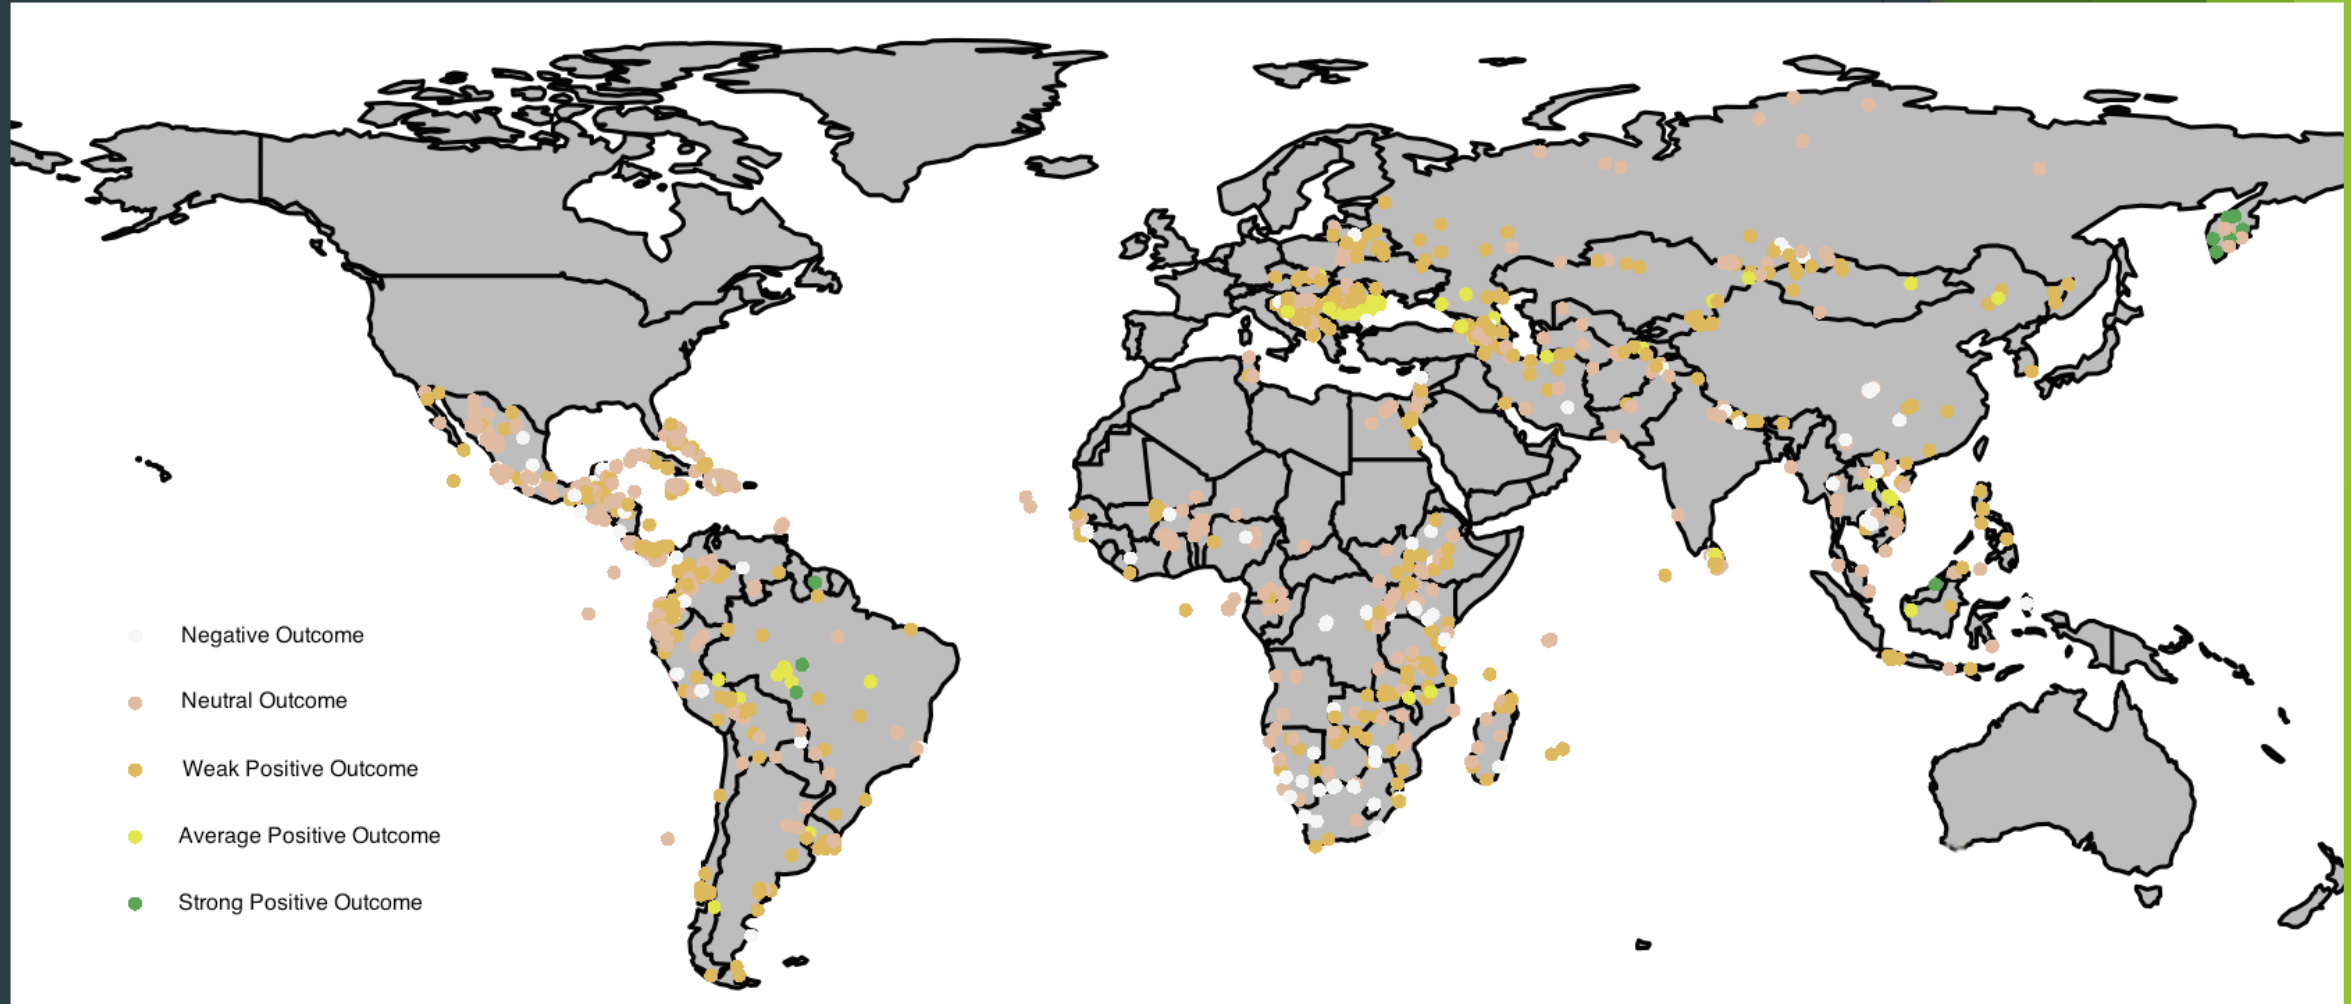 Negative Outcome
Neutral Outcome
Weak Positive Outcome
Average Positive Outcome
Strong Positive Outcome